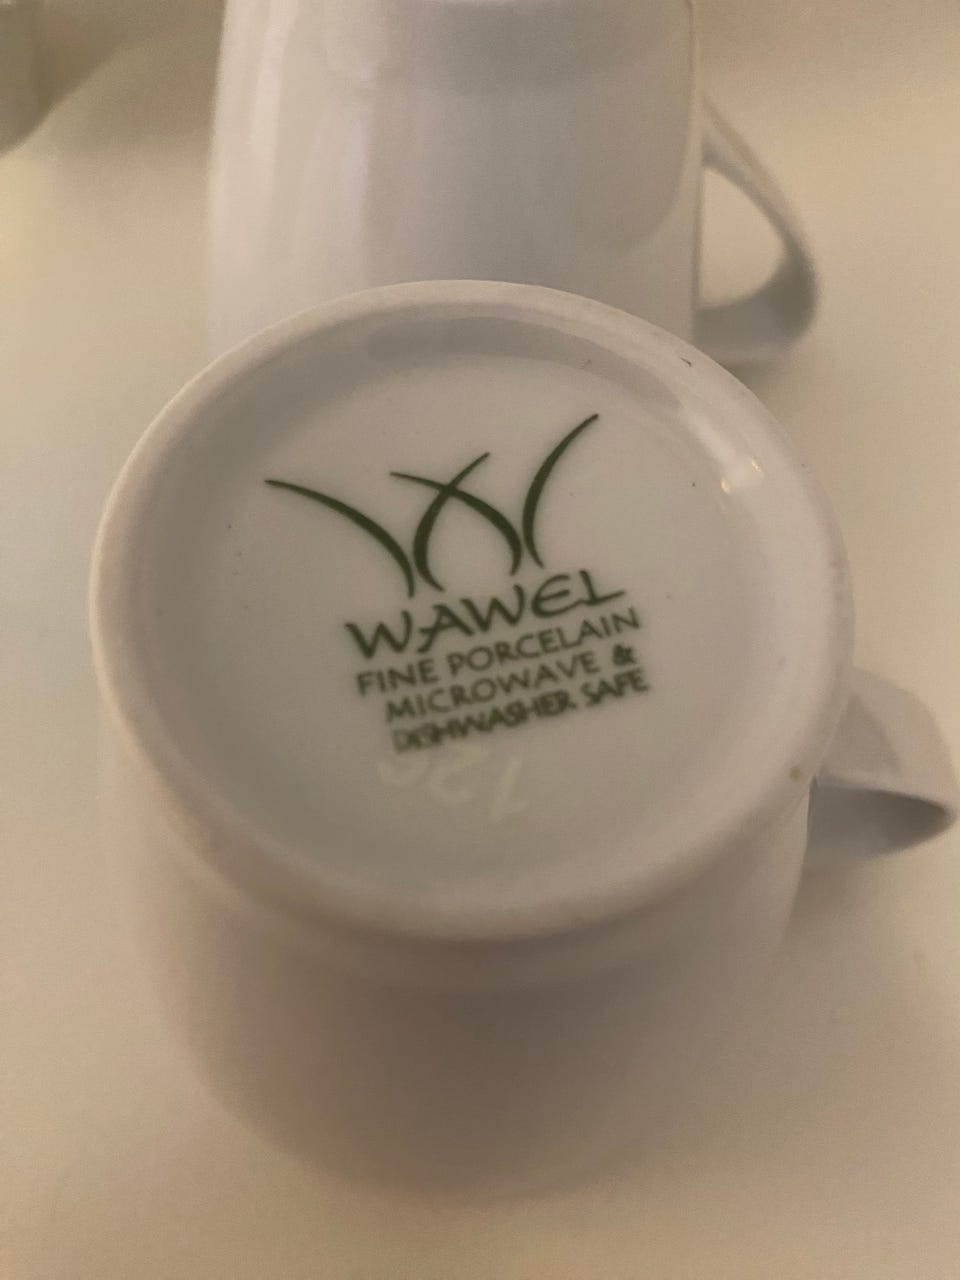 WAWEL
FINE PORCELAIN
MICROWAVE &
DISHWASHER SAFE